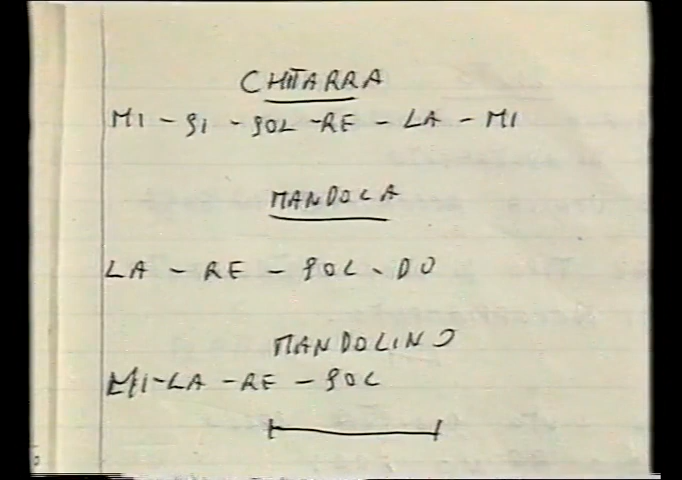 CHITARRA
MI - SI - SOL - RE - LA - MI
MANDOLA
LA - RE - SOL - DO
MANDOLINO
MI - LA - RE - SOL